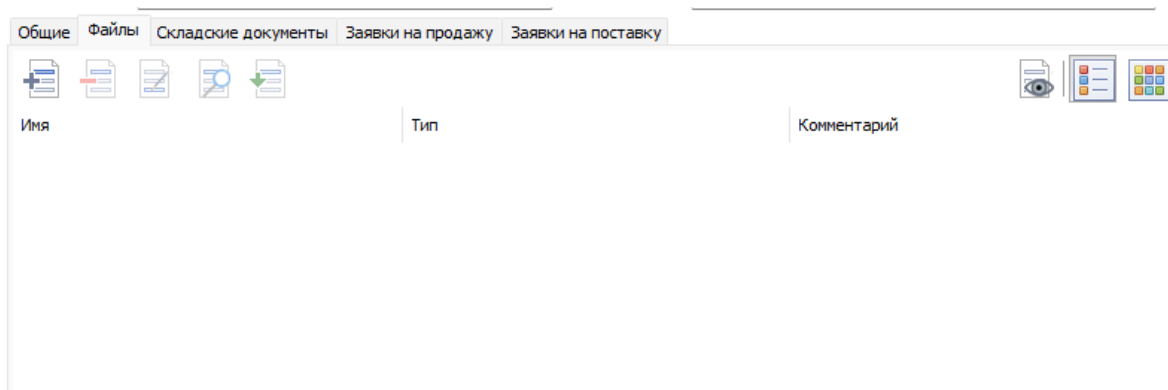 Общие Файлы Складские документы Заявки на продажу Заявки на поставку
Имя Тип Комментарий